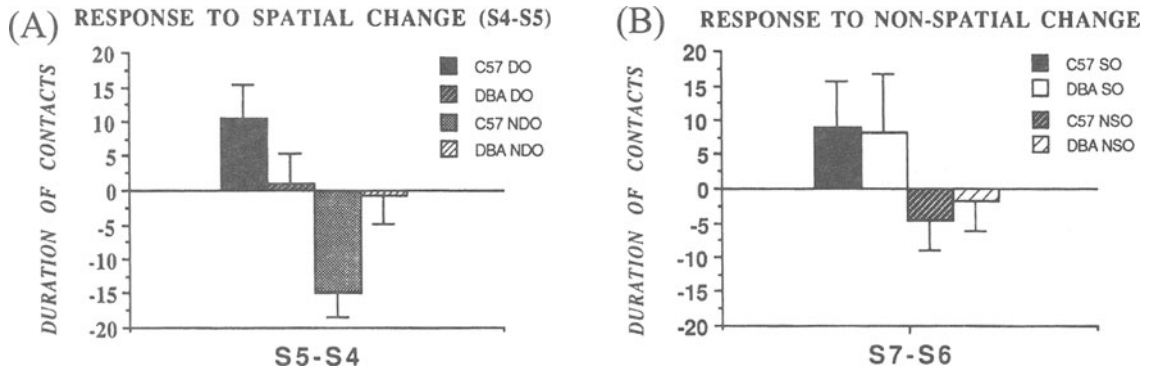 (A) RESPONSE TO SPATIAL CHANGE (S4-S5)
DURATION OF CONTACTS
20
15
10
5
0
-5
-10
-15
-20
C57 DO
DBA DO
C57 NDO
DBA NDO
S5-S4
(B) RESPONSE TO NON-SPATIAL CHANGE
DURATION OF CONTACTS
20
15
10
5
0
-5
-10
-15
-20
C57 SO
DBA SO
C57 NSO
DBA NSO
S7-S6